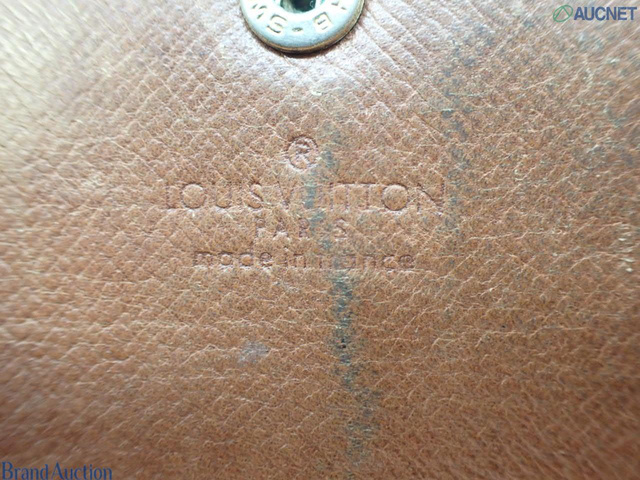 AUCNET
®
LOUIS VUITTON
PARIS
made in France
Brand Auction